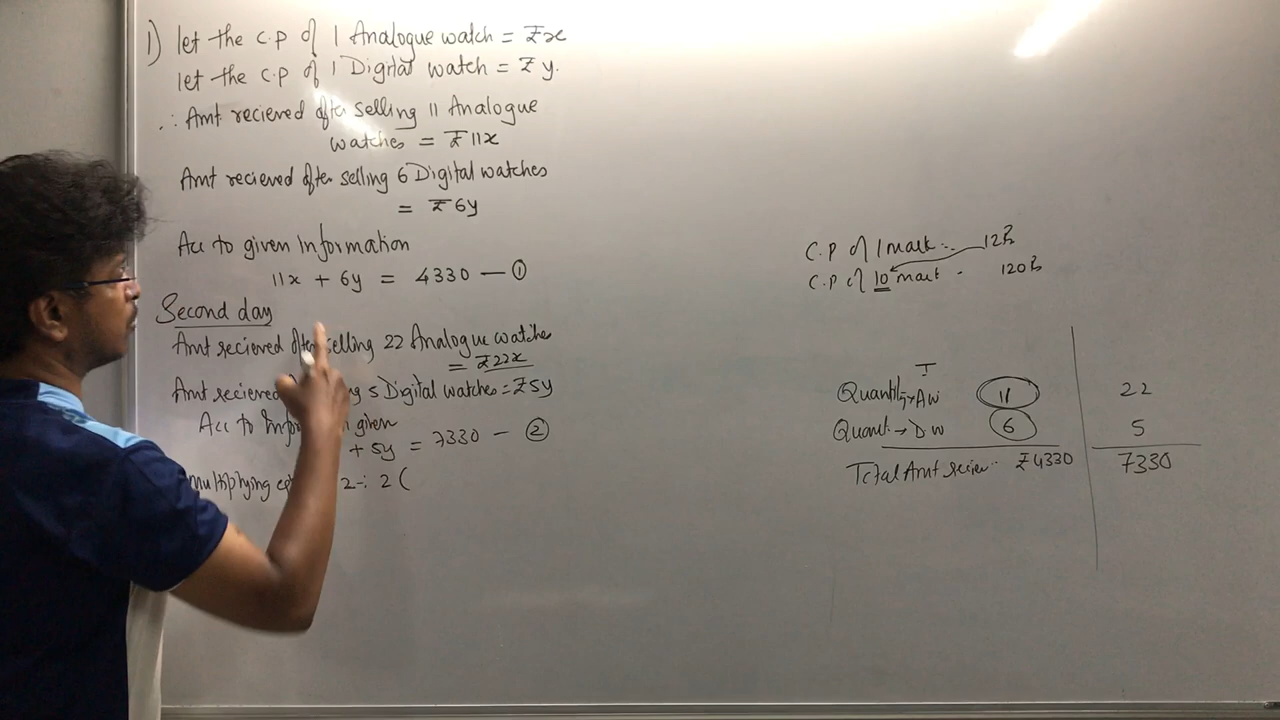 1) let the C.P of 1 Analogue watch = ₹x
let the C.P of 1 Digital watch = ₹y.
∴ Amt recieved after selling 11 Analogue
watches = ₹11x
Amt recieved after selling 6 Digital watches
= ₹6y
Acc to given Information
11x + 6y = 4330 — ①
Second day
Amt recieved after selling 22 Analogue watches
= ₹22x
Amt recieved 5 Digital watches = ₹5y
Acc to given
+ 5y = 7330 — ②
multiplying 2 -: 2(
C.P of 1 mark 12
C.P of 10 mark - 120
Quantity → AW 11 22
Quant → DW 6 5
Total Amt ₹4330 7330